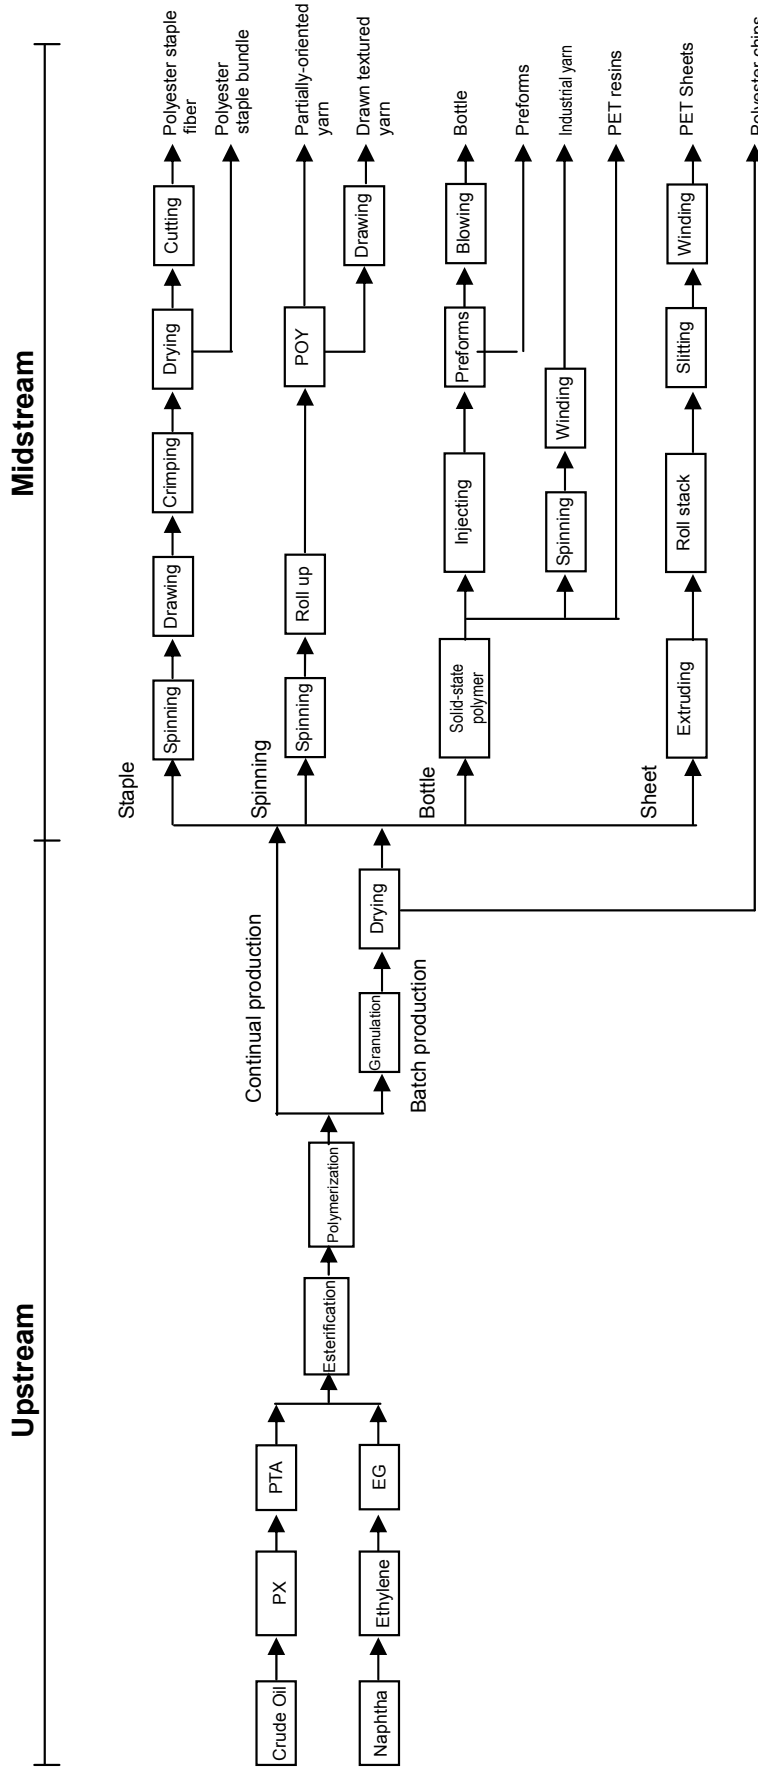 Upstream
Midstream
Crude Oil
PX
PTA
Naphtha
Ethylene
EG
Esterification
Polymerization
Continual production
Batch production
Granulation
Drying
Staple
Spinning
Drawing
Crimping
Drying
Cutting
Polyester staple
fiber
Polyester
staple bundle
Spinning
Spinning
Roll up
POY
Partially-oriented
yarn
Drawing
Drawn textured
yarn
Bottle
Solid-state
polymer
Injecting
Preforms
Blowing
Bottle
Preforms
Spinning
Winding
Industrial yarn
PET resins
Sheet
Extruding
Roll stack
Slitting
Winding
PET Sheets
Polyester chips